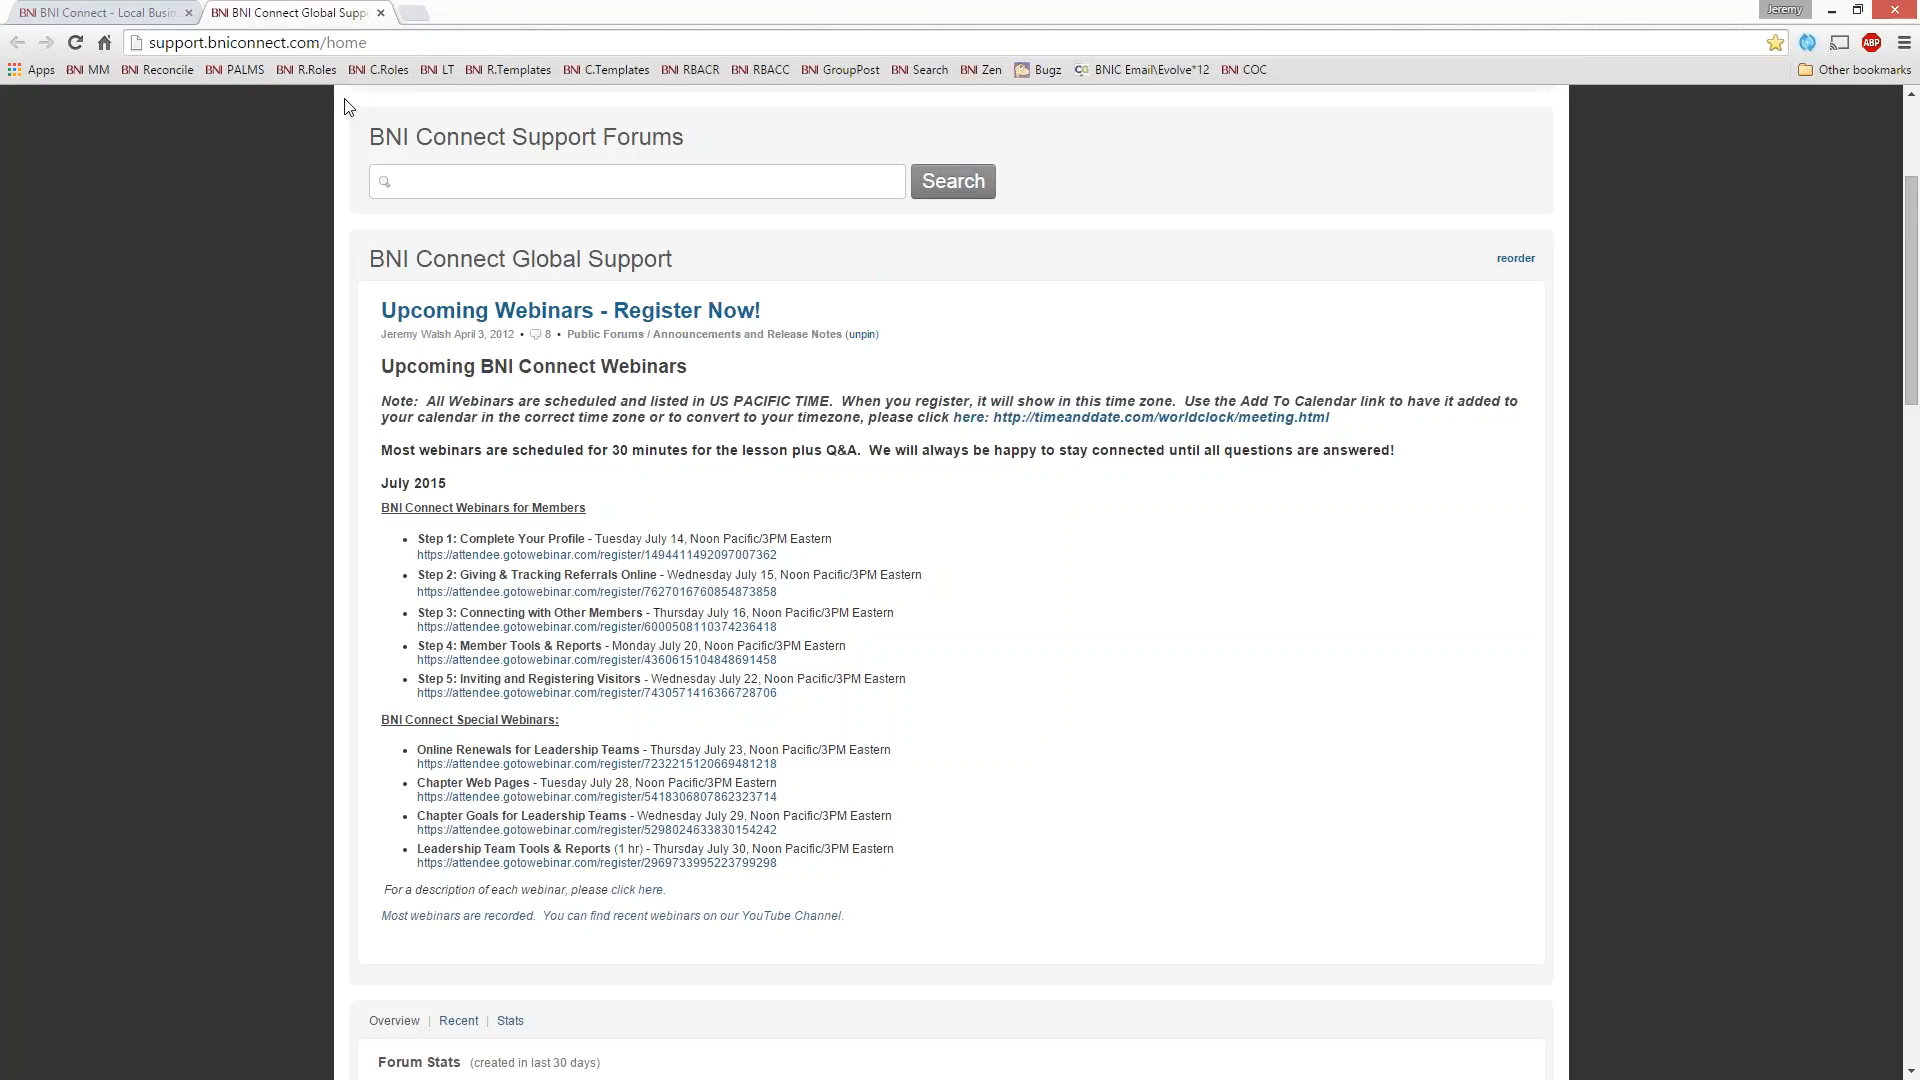 BNI BNI Connect - Local Busin
BNI BNI Connect Global Supp
Jeremy
support.bniconnect.com/home
ABP
Apps BNI MM BNI Reconcile BNI PALMS BNI R.Roles BNI C.Roles BNI LT BNI R.Templates BNI C.Templates BNI RBACR BNI RBACC BNI GroupPost BNI Search BNI Zen Bugz CG BNIC Email\Evolve*12 BNI COC Other bookmarks
BNI Connect Support Forums
Search
BNI Connect Global Support
reorder
Upcoming Webinars - Register Now!
Jeremy Walsh April 3, 2012 • 8 • Public Forums / Announcements and Release Notes (unpin)
Upcoming BNI Connect Webinars
Note: All Webinars are scheduled and listed in US PACIFIC TIME. When you register, it will show in this time zone. Use the Add To Calendar link to have it added to
your calendar in the correct time zone or to convert to your timezone, please click here: http://timeanddate.com/worldclock/meeting.html
Most webinars are scheduled for 30 minutes for the lesson plus Q&A. We will always be happy to stay connected until all questions are answered!
July 2015
BNI Connect Webinars for Members
• Step 1: Complete Your Profile - Tuesday July 14, Noon Pacific/3PM Eastern
https://attendee.gotowebinar.com/register/1494411492097007362
• Step 2: Giving & Tracking Referrals Online - Wednesday July 15, Noon Pacific/3PM Eastern
https://attendee.gotowebinar.com/register/7627016760854873858
• Step 3: Connecting with Other Members - Thursday July 16, Noon Pacific/3PM Eastern
https://attendee.gotowebinar.com/register/6000508110374236418
• Step 4: Member Tools & Reports - Monday July 20, Noon Pacific/3PM Eastern
https://attendee.gotowebinar.com/register/4360615104848691458
• Step 5: Inviting and Registering Visitors - Wednesday July 22, Noon Pacific/3PM Eastern
https://attendee.gotowebinar.com/register/7430571416366728706
BNI Connect Special Webinars:
• Online Renewals for Leadership Teams - Thursday July 23, Noon Pacific/3PM Eastern
https://attendee.gotowebinar.com/register/7232215120669481218
• Chapter Web Pages - Tuesday July 28, Noon Pacific/3PM Eastern
https://attendee.gotowebinar.com/register/5418306807862323714
• Chapter Goals for Leadership Teams - Wednesday July 29, Noon Pacific/3PM Eastern
https://attendee.gotowebinar.com/register/5298024633830154242
• Leadership Team Tools & Reports (1 hr) - Thursday July 30, Noon Pacific/3PM Eastern
https://attendee.gotowebinar.com/register/2969733995223799298
For a description of each webinar, please click here.
Most webinars are recorded. You can find recent webinars on our YouTube Channel.
Overview | Recent | Stats
Forum Stats (created in last 30 days)